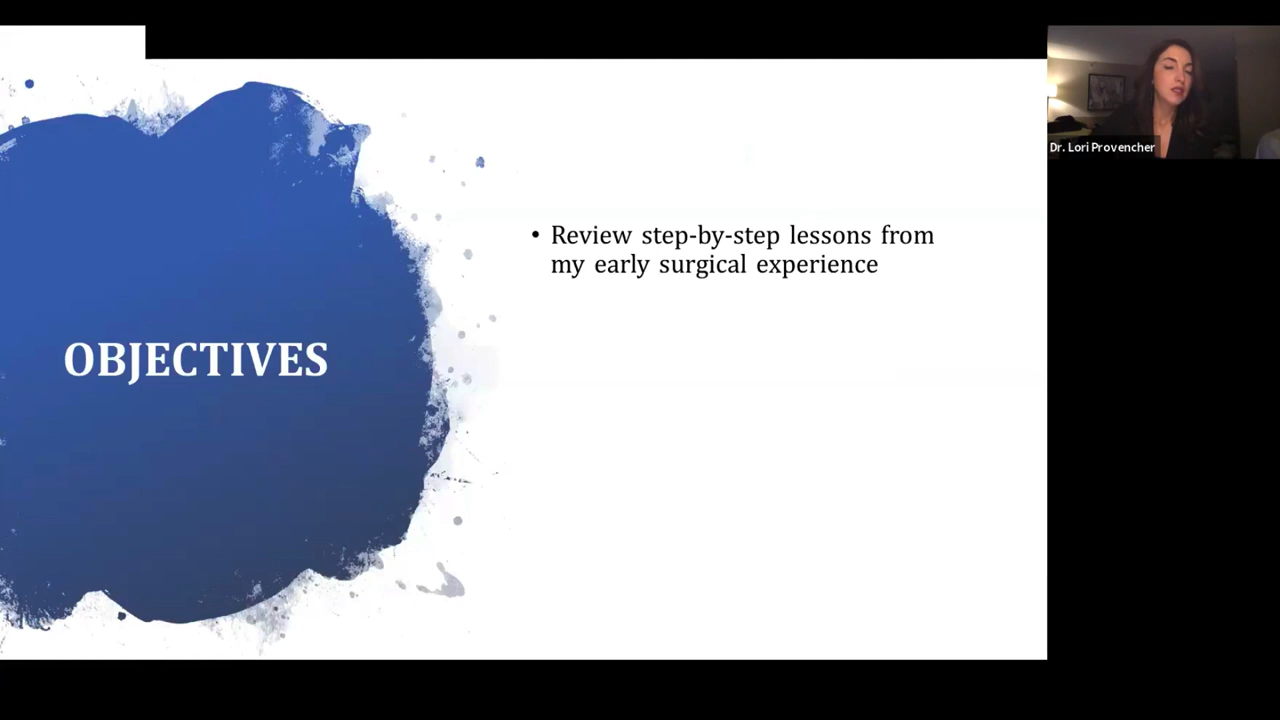 OBJECTIVES
• Review step-by-step lessons from
my early surgical experience
Dr. Lori Provencher